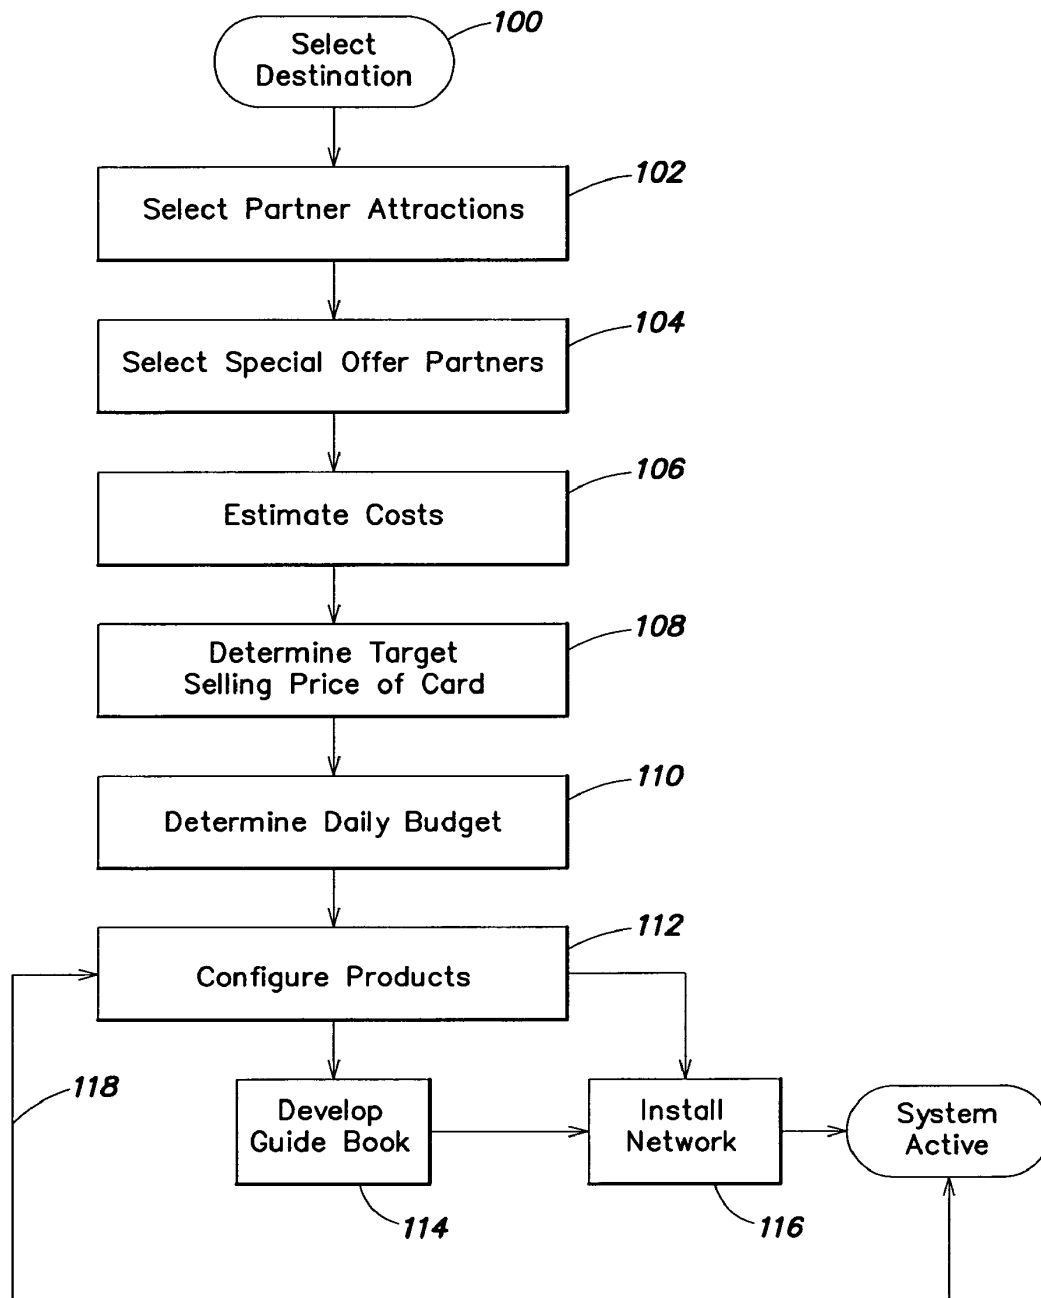 Select
Destination
100
Select Partner Attractions
102
Select Special Offer Partners
104
Estimate Costs
106
Determine Target
Selling Price of Card
108
Determine Daily Budget
110
Configure Products
112
118
Develop
Guide Book
114
Install
Network
116
System
Active